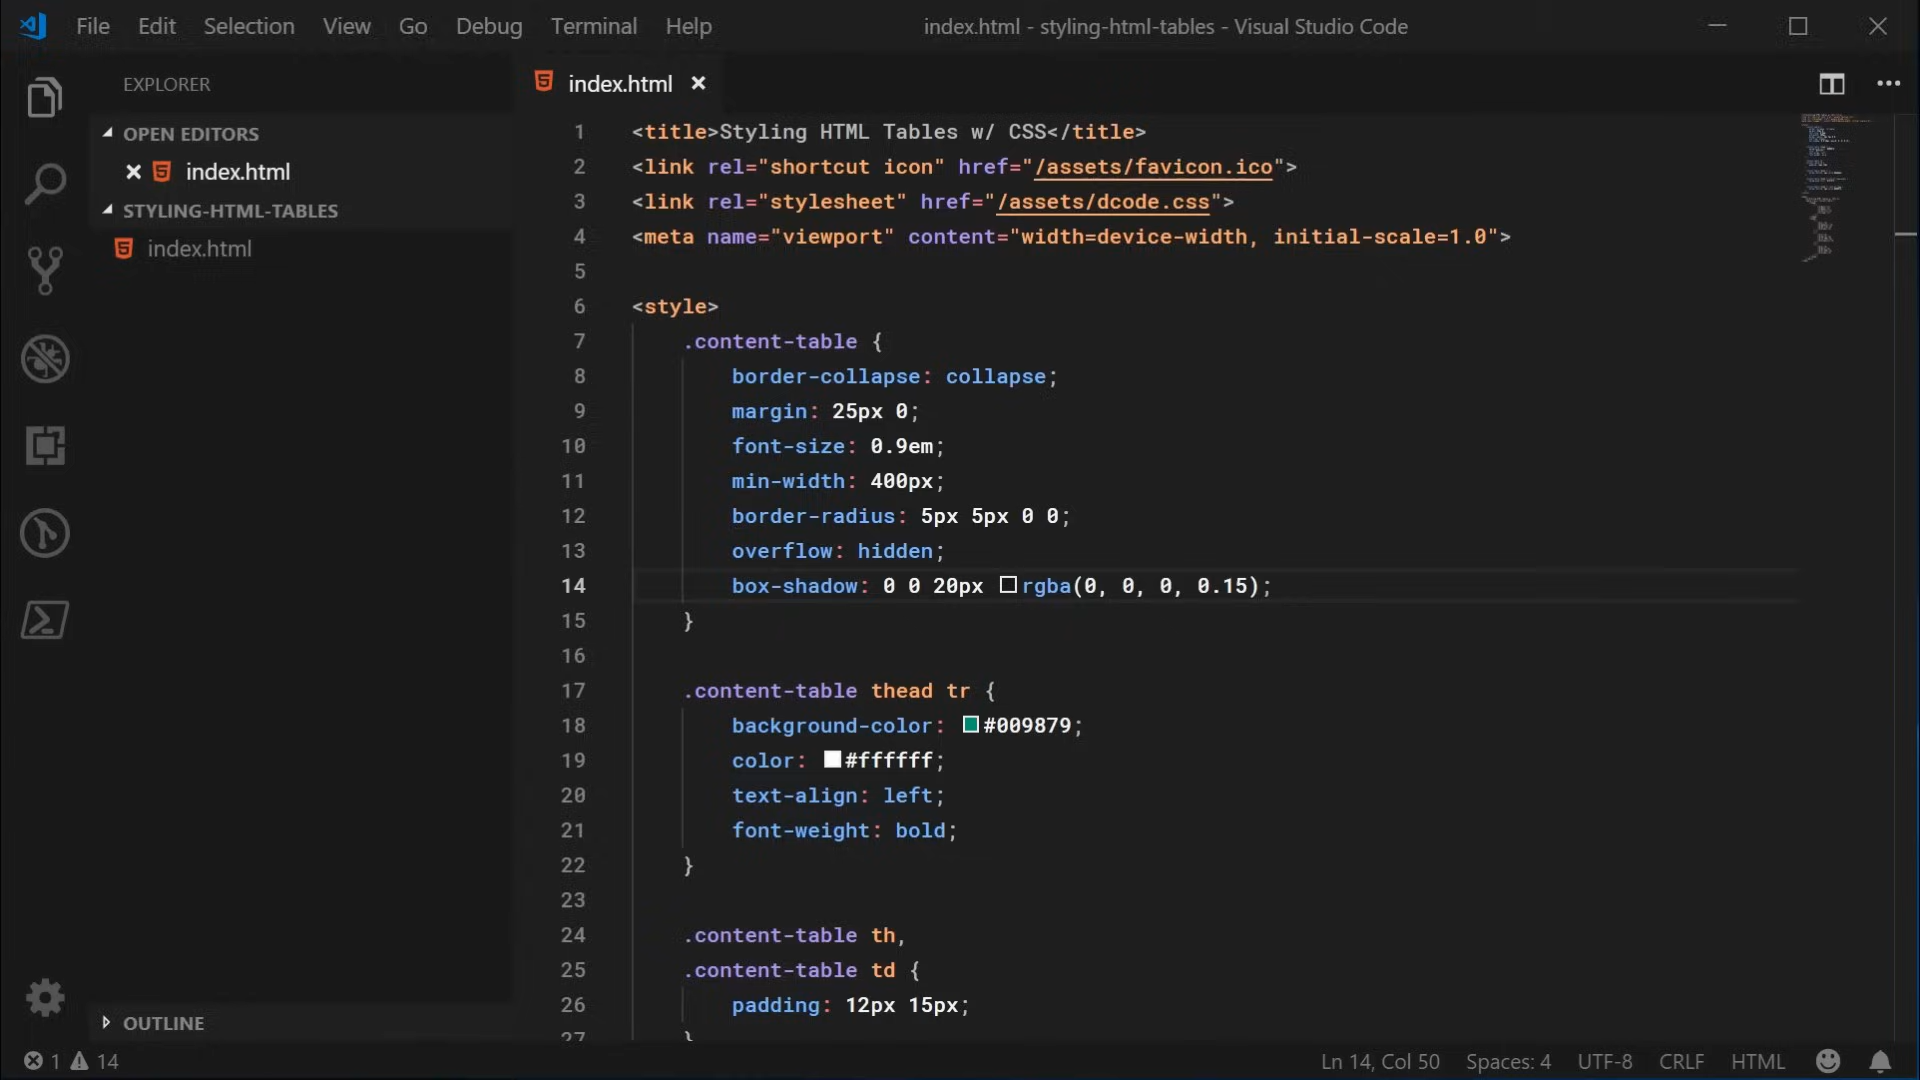 File Edit Selection View Go Debug Terminal Help
index.html - styling-html-tables - Visual Studio Code
EXPLORER
OPEN EDITORS
index.html
STYLING-HTML-TABLES
index.html
OUTLINE
index.html
1 <title>Styling HTML Tables w/ CSS</title>
2 <link rel="shortcut icon" href="/assets/favicon.ico">
3 <link rel="stylesheet" href="/assets/dcode.css">
4 <meta name="viewport" content="width=device-width, initial-scale=1.0">
5
6 <style>
7 .content-table {
8 border-collapse: collapse;
9 margin: 25px 0;
10 font-size: 0.9em;
11 min-width: 400px;
12 border-radius: 5px 5px 0 0;
13 overflow: hidden;
14 box-shadow: 0 0 20px rgba(0, 0, 0, 0.15);
15 }
16
17 .content-table thead tr {
18 background-color: #009879;
19 color: #ffffff;
20 text-align: left;
21 font-weight: bold;
22 }
23
24 .content-table th,
25 .content-table td {
26 padding: 12px 15px;
27 }
1 14
Ln 14, Col 50 Spaces: 4 UTF-8 CRLF HTML